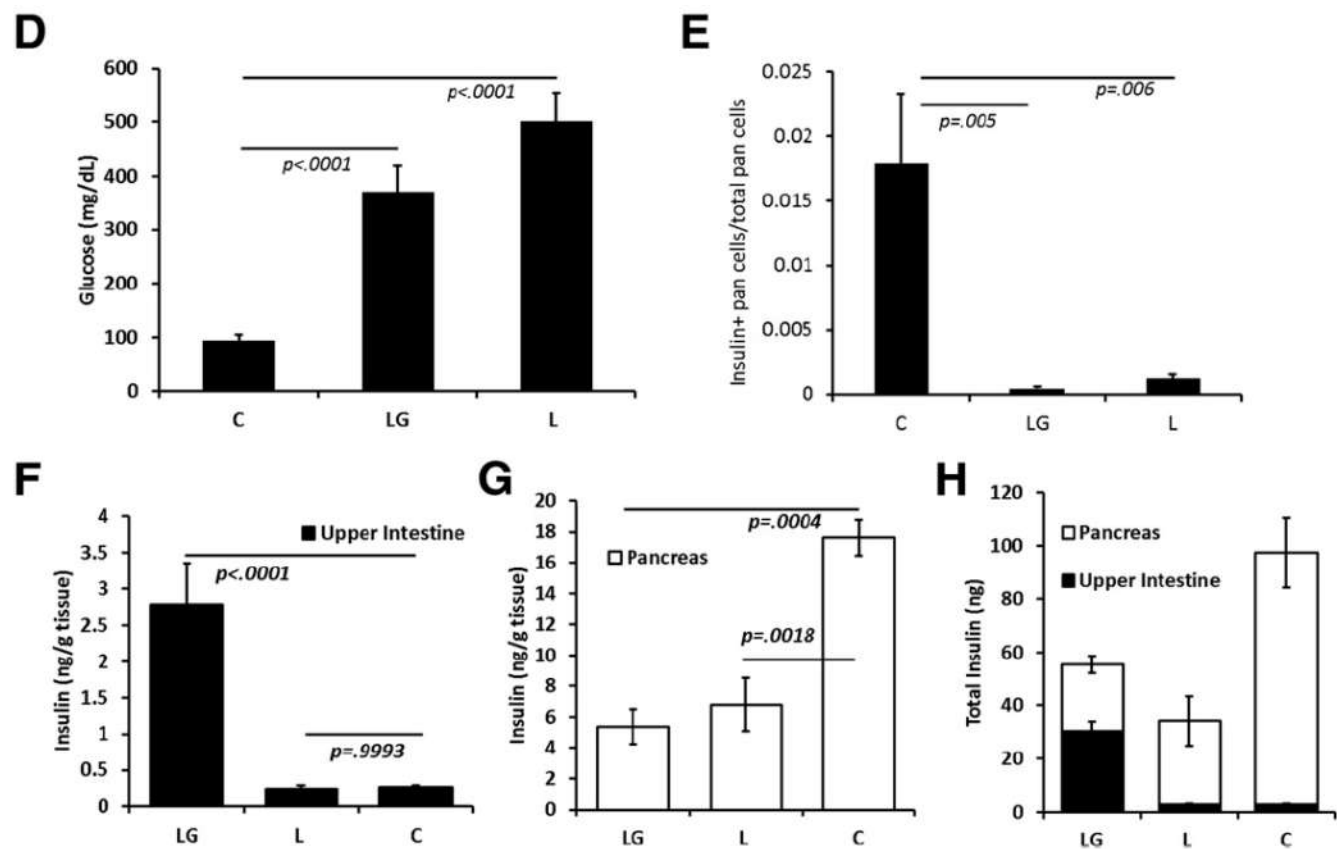 D
600
500
400
300
200
100
0
Glucose (mg/dL)
p<.0001
p<.0001
C LG L
E
0.025
0.02
0.015
0.01
0.005
0
Insulin+ pan cells/total pan cells
p=.006
p=.005
C LG L
F
4
3.5
3
2.5
2
1.5
1
0.5
0
Insulin (ng/g tissue)
Upper Intestine
p<.0001
p=.9993
LG L C
G
20
18
16
14
12
10
8
6
4
2
0
Insulin (ng/g tissue)
p=.0004
Pancreas
p=.0018
LG L C
H
120
100
80
60
40
20
0
Total Insulin (ng)
Pancreas
Upper Intestine
LG L C